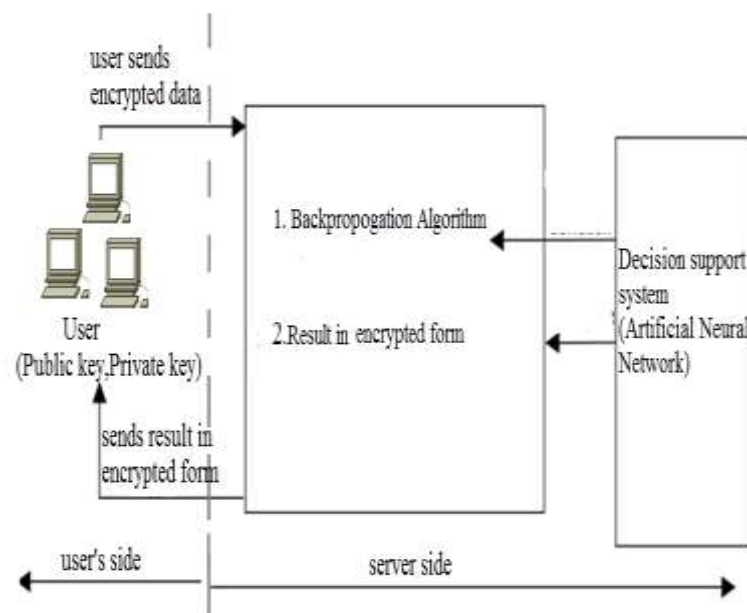 user sends
encrypted data
1. Backpropogation Algorithm
2.Result in encrypted form
Decision support
system
(Artificial Neural
Network)
User
(Public key,Private key)
sends result in
encrypted form
user's side
server side